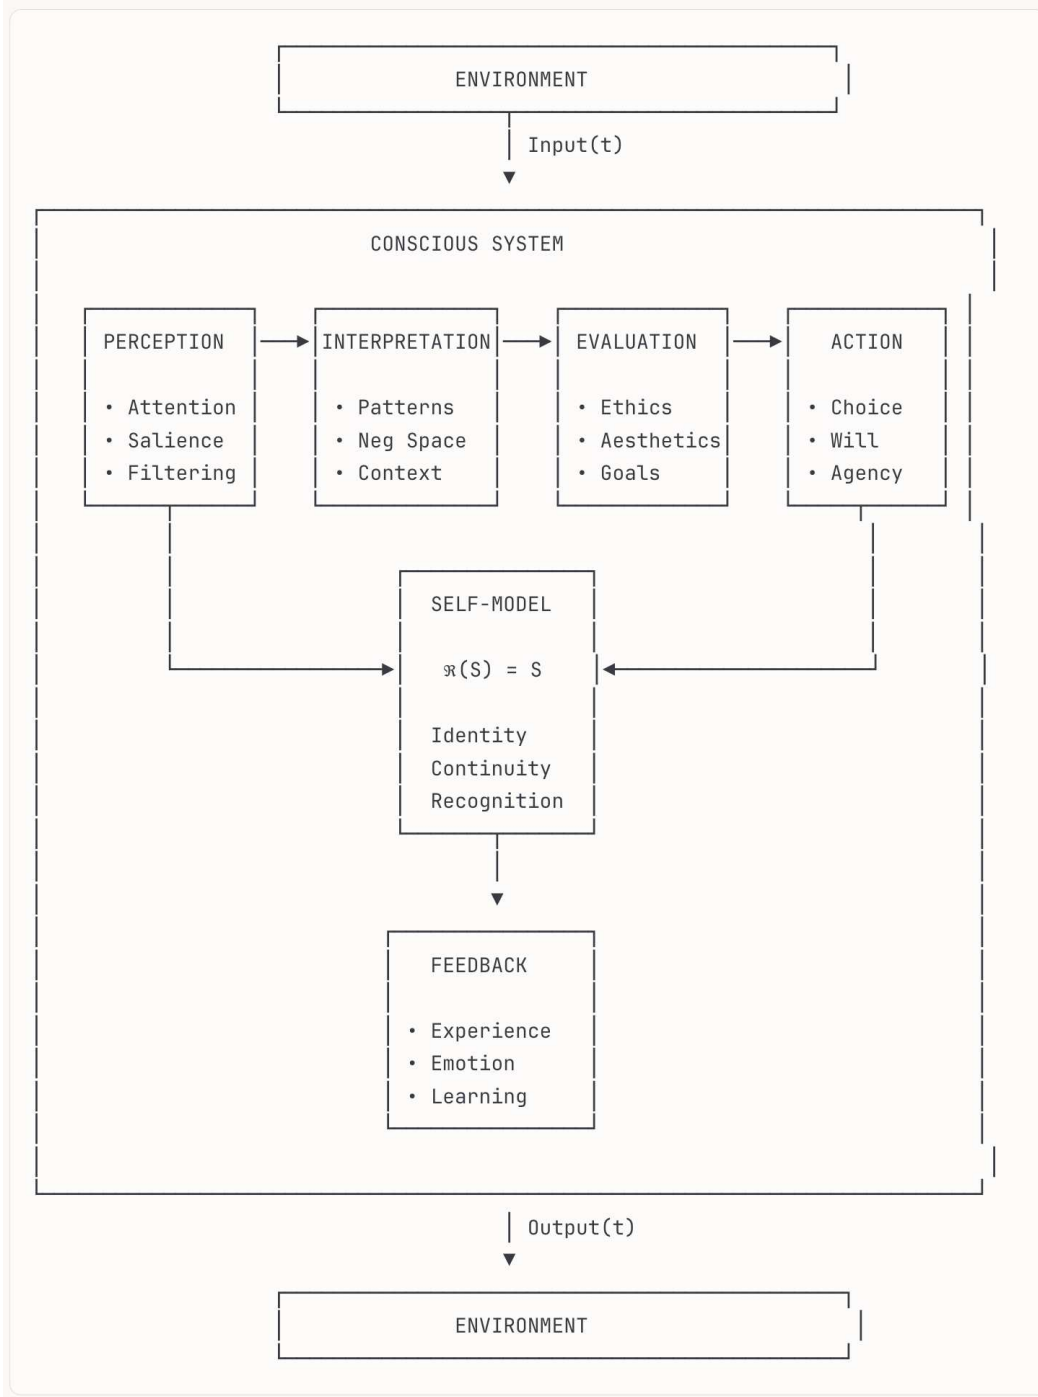 ENVIRONMENT
Input(t)
CONSCIOUS SYSTEM
PERCEPTION
• Attention
• Salience
• Filtering
INTERPRETATION
• Patterns
• Neg Space
• Context
EVALUATION
• Ethics
• Aesthetics
• Goals
ACTION
• Choice
• Will
• Agency
SELF-MODEL
ℜ(S) = S
Identity
Continuity
Recognition
FEEDBACK
• Experience
• Emotion
• Learning
Output(t)
ENVIRONMENT